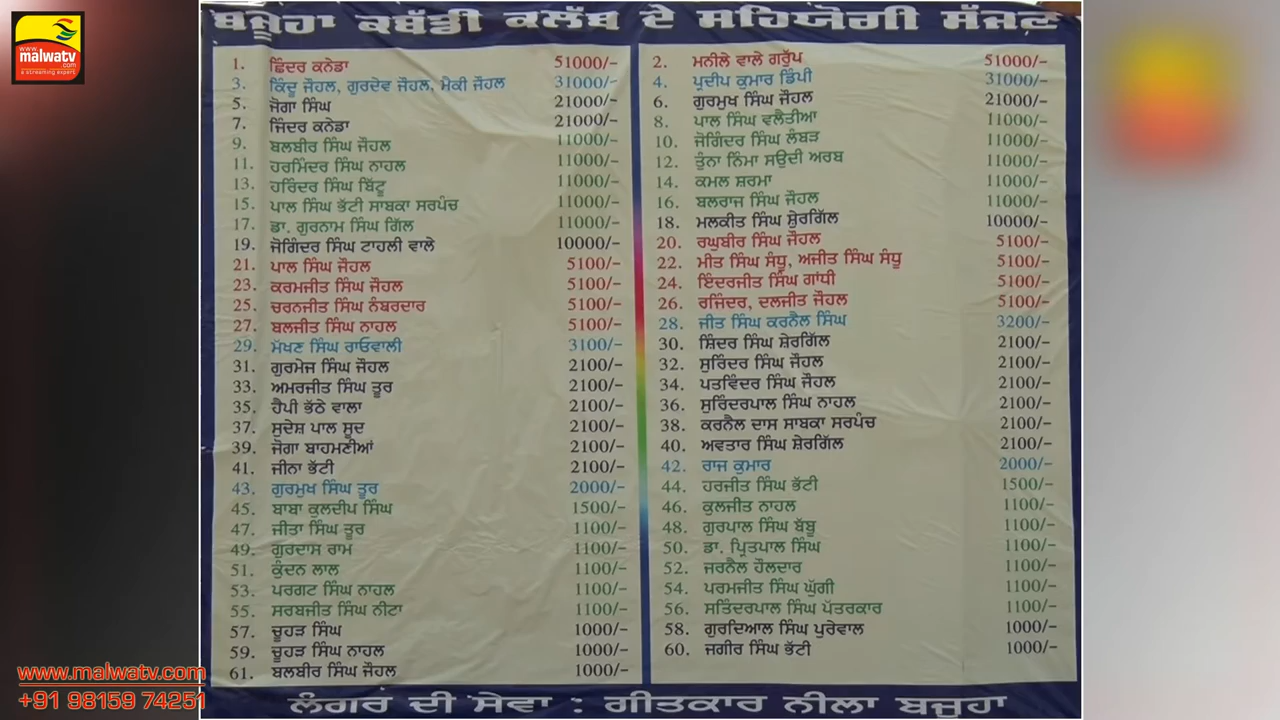 www.
malwatv
a streaming expert
ਬਜੂਹਾ ਕਬੱਡੀ ਕਲੱਬ ਦੇ ਸਹਿਯੋਗੀ ਸੱਜਣ
1. ਛਿੰਦਰ ਕਨੇਡਾ 51000/-
3. ਕਿੰਦੂ ਜੌਹਲ, ਗੁਰਦੇਵ ਜੌਹਲ, ਮੈਕੀ ਜੌਹਲ 31000/-
5. ਜੋਗਾ ਸਿੰਘ 21000/-
7. ਜਿੰਦਰ ਕਨੇਡਾ 21000/-
9. ਬਲਬੀਰ ਸਿੰਘ ਜੌਹਲ 11000/-
11. ਹਰਮਿੰਦਰ ਸਿੰਘ ਨਾਹਲ 11000/-
13. ਹਰਿੰਦਰ ਸਿੰਘ ਬਿੱਟੂ 11000/-
15. ਪਾਲ ਸਿੰਘ ਭੱਟੀ ਸਾਬਕਾ ਸਰਪੰਚ 11000/-
17. ਡਾ. ਗੁਰਨਾਮ ਸਿੰਘ ਗਿੱਲ 11000/-
19. ਜੋਗਿੰਦਰ ਸਿੰਘ ਟਾਹਲੀ ਵਾਲੇ 10000/-
21. ਪਾਲ ਸਿੰਘ ਜੌਹਲ 5100/-
23. ਕਰਮਜੀਤ ਸਿੰਘ ਜੌਹਲ 5100/-
25. ਚਰਨਜੀਤ ਸਿੰਘ ਨੰਬਰਦਾਰ 5100/-
27. ਬਲਜੀਤ ਸਿੰਘ ਨਾਹਲ 5100/-
29. ਮੱਖਣ ਸਿੰਘ ਰਾਓਵਾਲੀ 3100/-
31. ਗੁਰਮੇਜ ਸਿੰਘ ਜੌਹਲ 2100/-
33. ਅਮਰਜੀਤ ਸਿੰਘ ਤੂਰ 2100/-
35. ਹੈਪੀ ਭੱਠੇ ਵਾਲਾ 2100/-
37. ਸੁਦੇਸ਼ ਪਾਲ ਸੂਦ 2100/-
39. ਜੋਗਾ ਬਾਹਮਣੀਆਂ 2100/-
41. ਜੀਨਾ ਭੱਟੀ 2100/-
43. ਗੁਰਮੁਖ ਸਿੰਘ ਤੂਰ 2000/-
45. ਬਾਬਾ ਕੁਲਦੀਪ ਸਿੰਘ 1500/-
47. ਜੀਤਾ ਸਿੰਘ ਤੂਰ 1100/-
49. ਗੁਰਦਾਸ ਰਾਮ 1100/-
51. ਕੁੰਦਨ ਲਾਲ 1100/-
53. ਪਰਗਟ ਸਿੰਘ ਨਾਹਲ 1100/-
55. ਸਰਬਜੀਤ ਸਿੰਘ ਨੀਟਾ 1100/-
57. ਚੂਹੜ ਸਿੰਘ 1000/-
59. ਚੂਹੜ ਸਿੰਘ ਨਾਹਲ 1000/-
61. ਬਲਬੀਰ ਸਿੰਘ ਜੌਹਲ 1000/-
2. ਮਨੀਲੇ ਵਾਲੇ ਗਰੁੱਪ 51000/-
4. ਪ੍ਰਦੀਪ ਕੁਮਾਰ ਡਿੰਪੀ 31000/-
6. ਗੁਰਮੁਖ ਸਿੰਘ ਜੌਹਲ 21000/-
8. ਪਾਲ ਸਿੰਘ ਵਲੈਤੀਆ 11000/-
10. ਜੋਗਿੰਦਰ ਸਿੰਘ ਲੰਬੜ 11000/-
12. ਤੁੰਨਾ ਨਿੰਮਾ ਸਉਦੀ ਅਰਬ 11000/-
14. ਕਮਲ ਸ਼ਰਮਾ 11000/-
16. ਬਲਰਾਜ ਸਿੰਘ ਜੌਹਲ 11000/-
18. ਮਲਕੀਤ ਸਿੰਘ ਸ਼ੇਰਗਿੱਲ 10000/-
20. ਰਘੁਬੀਰ ਸਿੰਘ ਜੌਹਲ 5100/-
22. ਮੀਤ ਸਿੰਘ ਸੰਧੂ, ਅਜੀਤ ਸਿੰਘ ਸੰਧੂ 5100/-
24. ਇੰਦਰਜੀਤ ਸਿੰਘ ਗਾਂਧੀ 5100/-
26. ਰਜਿੰਦਰ, ਦਲਜੀਤ ਜੌਹਲ 5100/-
28. ਜੀਤ ਸਿੰਘ ਕਰਨੈਲ ਸਿੰਘ 3200/-
30. ਸ਼ਿੰਦਰ ਸਿੰਘ ਸ਼ੇਰਗਿੱਲ 2100/-
32. ਸੁਰਿੰਦਰ ਸਿੰਘ ਜੌਹਲ 2100/-
34. ਪਤਵਿੰਦਰ ਸਿੰਘ ਜੌਹਲ 2100/-
36. ਸੁਰਿੰਦਰਪਾਲ ਸਿੰਘ ਨਾਹਲ 2100/-
38. ਕਰਨੈਲ ਦਾਸ ਸਾਬਕਾ ਸਰਪੰਚ 2100/-
40. ਅਵਤਾਰ ਸਿੰਘ ਸ਼ੇਰਗਿੱਲ 2100/-
42. ਰਾਜ ਕੁਮਾਰ 2000/-
44. ਹਰਜੀਤ ਸਿੰਘ ਭੱਟੀ 1500/-
46. ਕੁਲਜੀਤ ਨਾਹਲ 1100/-
48. ਗੁਰਪਾਲ ਸਿੰਘ ਬੱਬੂ 1100/-
50. ਡਾ. ਪ੍ਰਿਤਪਾਲ ਸਿੰਘ 1100/-
52. ਜਰਨੈਲ ਹੌਲਦਾਰ 1100/-
54. ਪਰਮਜੀਤ ਸਿੰਘ ਘੁੱਗੀ 1100/-
56. ਸਤਿੰਦਰਪਾਲ ਸਿੰਘ ਪੱਤਰਕਾਰ 1100/-
58. ਗੁਰਦਿਆਲ ਸਿੰਘ ਪੁਰੇਵਾਲ 1000/-
60. ਜਗੀਰ ਸਿੰਘ ਭੱਟੀ 1000/-
ਲੰਗਰ ਦੀ ਸੇਵਾ : ਗੀਤਕਾਰ ਨੀਲਾ ਬਜੂਹਾ
www.malwatv.com
+91 98159 74251